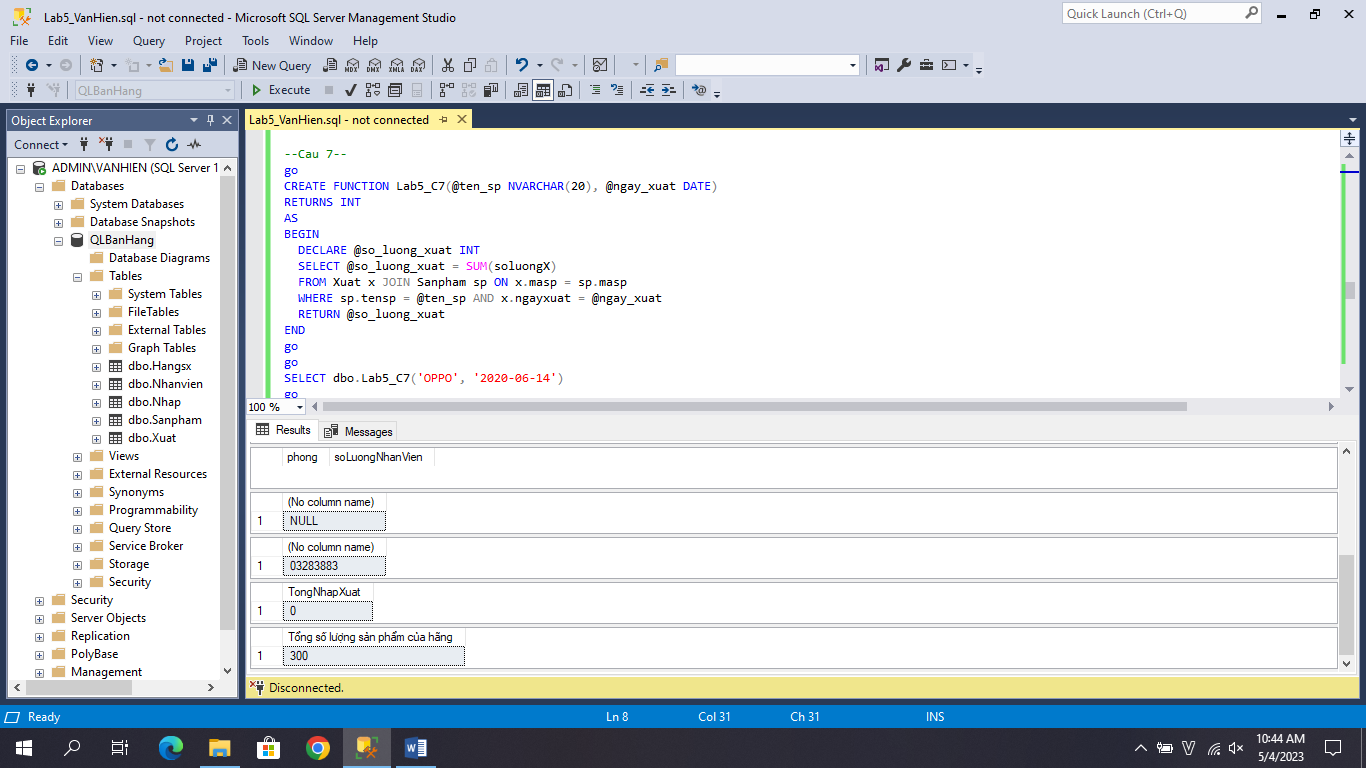 Lab5_VanHien.sql - not connected - Microsoft SQL Server Management Studio
Quick Launch (Ctrl+Q)
File Edit View Query Project Tools Window Help
New Query
MDX DMX XMLA DAX
QLBanHang
Execute
Object Explorer
Connect
ADMIN\VANHIEN (SQL Server 1
Databases
System Databases
Database Snapshots
QLBanHang
Database Diagrams
Tables
System Tables
FileTables
External Tables
Graph Tables
dbo.Hangsx
dbo.Nhanvien
dbo.Nhap
dbo.Sanpham
dbo.Xuat
Views
External Resources
Synonyms
Programmability
Query Store
Service Broker
Storage
Security
Security
Server Objects
Replication
PolyBase
Management
Lab5_VanHien.sql - not connected
--Cau 7--
go
CREATE FUNCTION Lab5_C7(@ten_sp NVARCHAR(20), @ngay_xuat DATE)
RETURNS INT
AS
BEGIN
DECLARE @so_luong_xuat INT
SELECT @so_luong_xuat = SUM(soluongX)
FROM Xuat x JOIN Sanpham sp ON x.masp = sp.masp
WHERE sp.tensp = @ten_sp AND x.ngayxuat = @ngay_xuat
RETURN @so_luong_xuat
END
go
go
SELECT dbo.Lab5_C7('OPPO', '2020-06-14')
go
100 %
Results Messages
phong soLuongNhanVien
(No column name)
1 NULL
(No column name)
1 03283883
TongNhapXuat
1 0
Tổng số lượng sản phẩm của hãng
1 300
Disconnected.
Ready Ln 8 Col 31 Ch 31 INS
10:44 AM
5/4/2023